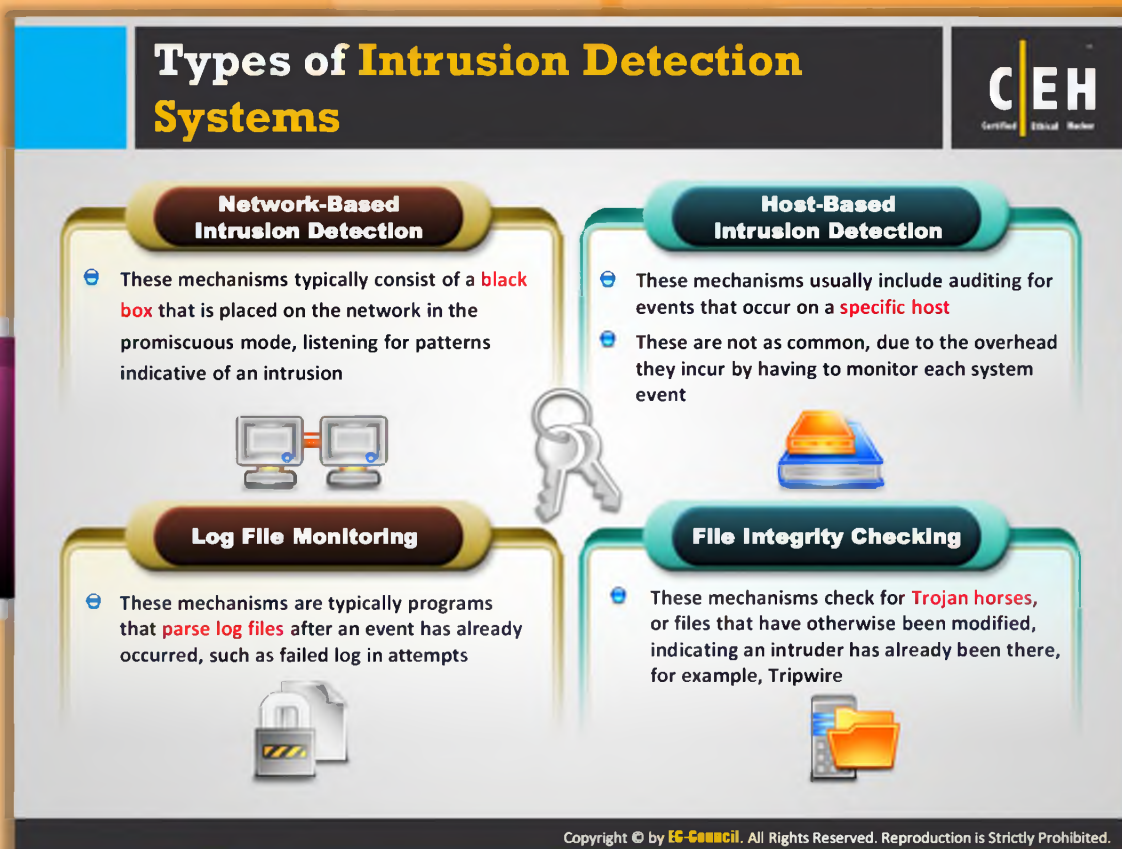 Types of Intrusion Detection
Systems
CEH
Certified Ethical Hacker
Network-Based
Intrusion Detection
These mechanisms typically consist of a black
box that is placed on the network in the
promiscuous mode, listening for patterns
indicative of an intrusion
Host-Based
Intrusion Detection
These mechanisms usually include auditing for
events that occur on a specific host
These are not as common, due to the overhead
they incur by having to monitor each system
event
Log File Monitoring
These mechanisms are typically programs
that parse log files after an event has already
occurred, such as failed log in attempts
File Integrity Checking
These mechanisms check for Trojan horses,
or files that have otherwise been modified,
indicating an intruder has already been there,
for example, Tripwire
Copyright © by EC-Council. All Rights Reserved. Reproduction is Strictly Prohibited.